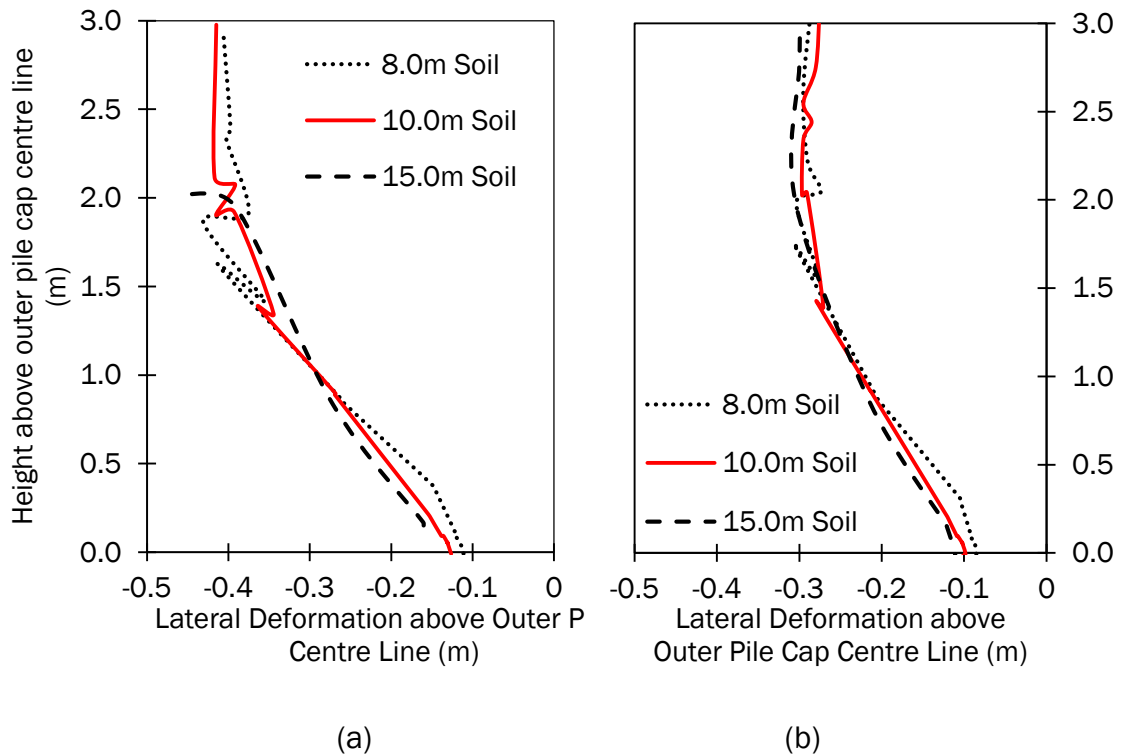 Height above outer pile cap centre line
(m)
3.0
2.5
2.0
1.5
1.0
0.5
0.0
8.0m Soil
10.0m Soil
15.0m Soil
-0.5
-0.4
-0.3
-0.2
-0.1
0
Lateral Deformation above Outer P
Centre Line (m)
(a)
8.0m Soil
10.0m Soil
15.0m Soil
3.0
2.5
2.0
1.5
1.0
0.5
0.0
-0.5
-0.4
-0.3
-0.2
-0.1
0
Lateral Deformation above
Outer Pile Cap Centre Line (m)
(b)